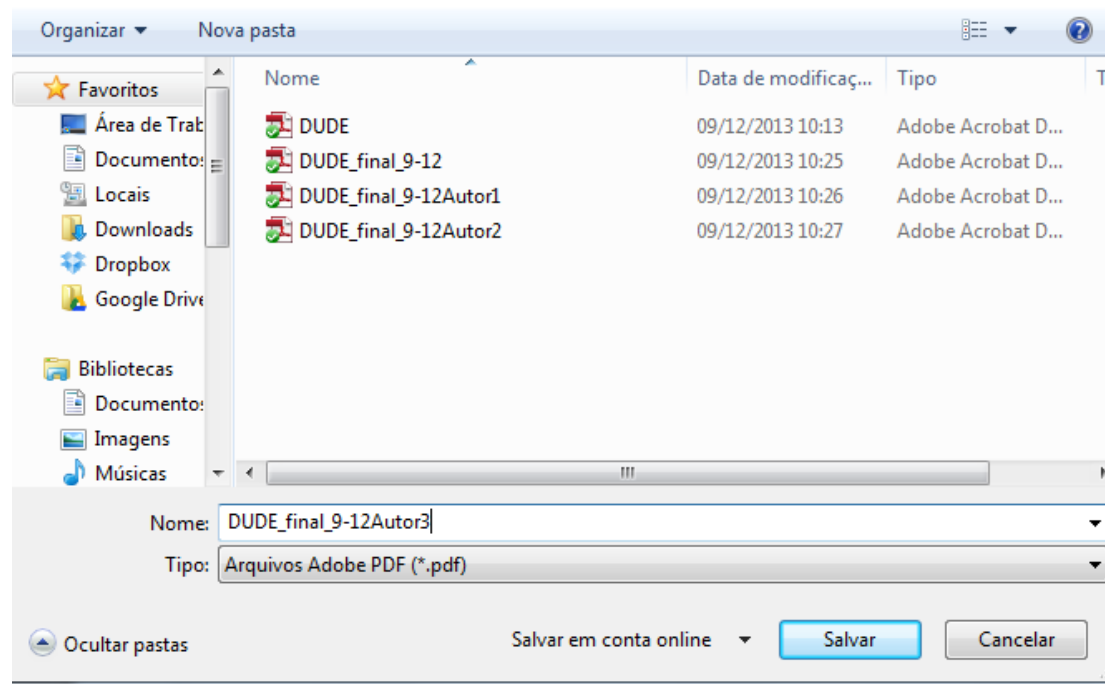 Organizar Nova pasta
Nome Data de modificaç... Tipo T
Favoritos
Área de Trab
Documentos
Locais
Downloads
Dropbox
Google Drive
Bibliotecas
Documentos
Imagens
Músicas
DUDE 09/12/2013 10:13 Adobe Acrobat D...
DUDE_final_9-12 09/12/2013 10:25 Adobe Acrobat D...
DUDE_final_9-12Autor1 09/12/2013 10:26 Adobe Acrobat D...
DUDE_final_9-12Autor2 09/12/2013 10:27 Adobe Acrobat D...
Nome: DUDE_final_9-12Autor3
Tipo: Arquivos Adobe PDF (*.pdf)
Ocultar pastas Salvar em conta online Salvar Cancelar